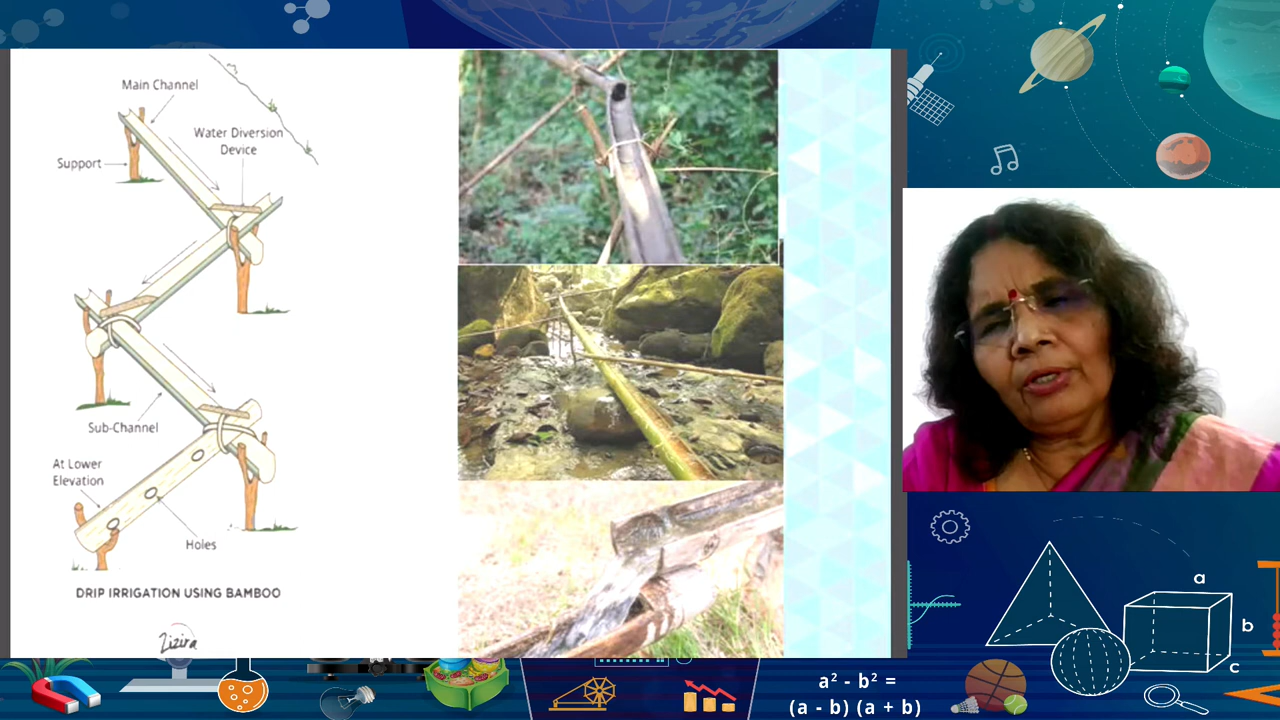 Main Channel
Water Diversion
Device
Support
Sub-Channel
At Lower
Elevation
Holes
DRIP IRRIGATION USING BAMBOO
Zizira
a
b
c
a² - b² =
(a - b) (a + b)